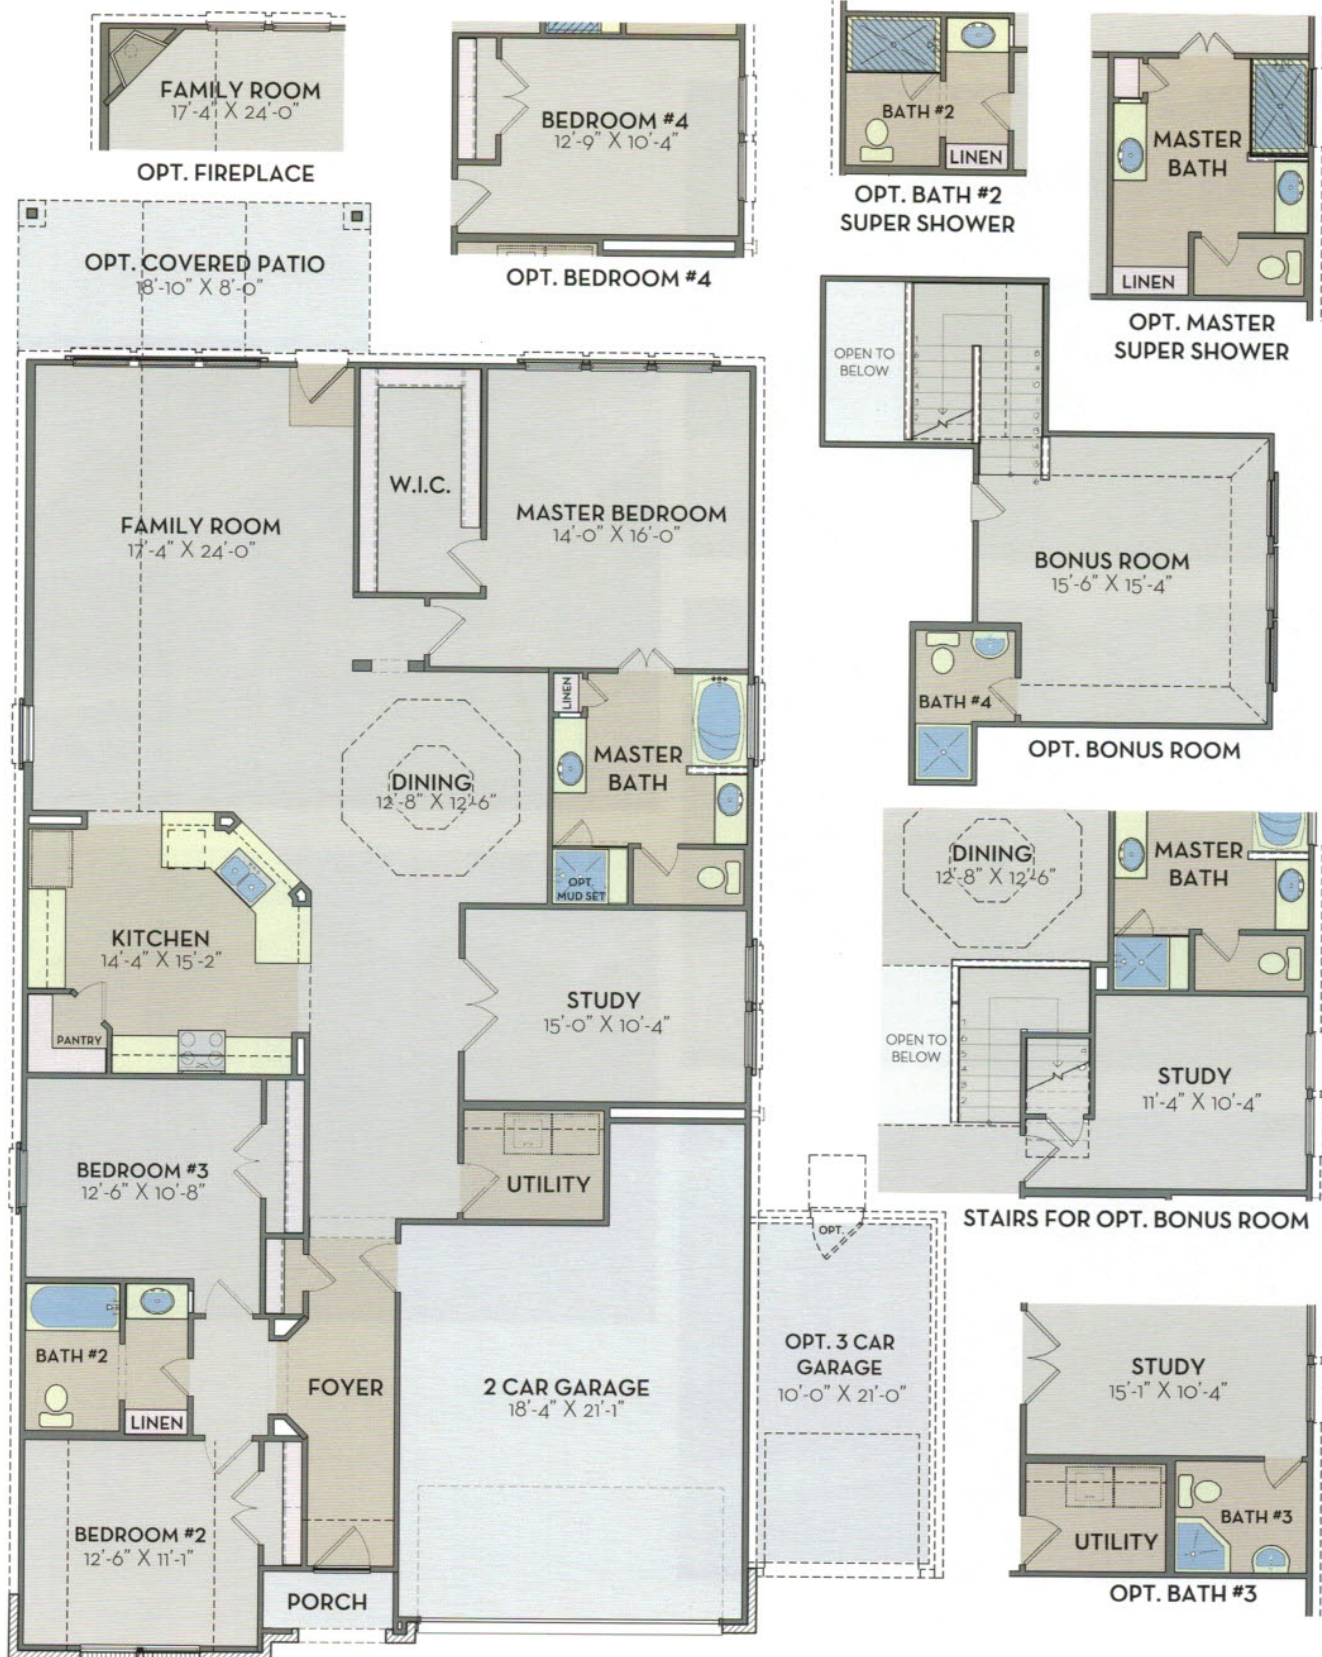 FAMILY ROOM
17'-4" X 24'-0"
OPT. FIREPLACE
BEDROOM #4
12'-9" X 10'-4"
OPT. BEDROOM #4
BATH #2
LINEN
OPT. BATH #2
SUPER SHOWER
MASTER
BATH
LINEN
OPT. MASTER
SUPER SHOWER
OPT. COVERED PATIO
18'-10" X 8'-0"
FAMILY ROOM
17'-4" X 24'-0"
W.I.C.
MASTER BEDROOM
14'-0" X 16'-0"
LINEN
MASTER
BATH
DINING
12'-8" X 12'-6"
OPT.
MUD SET
KITCHEN
14'-4" X 15'-2"
PANTRY
STUDY
15'-0" X 10'-4"
BEDROOM #3
12'-6" X 10'-8"
UTILITY
BATH #2
LINEN
FOYER
2 CAR GARAGE
18'-4" X 21'-1"
OPT.
OPT. 3 CAR
GARAGE
10'-0" X 21'-0"
BEDROOM #2
12'-6" X 11'-1"
PORCH
OPEN TO
BELOW
BONUS ROOM
15'-6" X 15'-4"
BATH #4
OPT. BONUS ROOM
DINING
12'-8" X 12'-6"
MASTER
BATH
OPEN TO
BELOW
STUDY
11'-4" X 10'-4"
STAIRS FOR OPT. BONUS ROOM
STUDY
15'-1" X 10'-4"
UTILITY
BATH #3
OPT. BATH #3